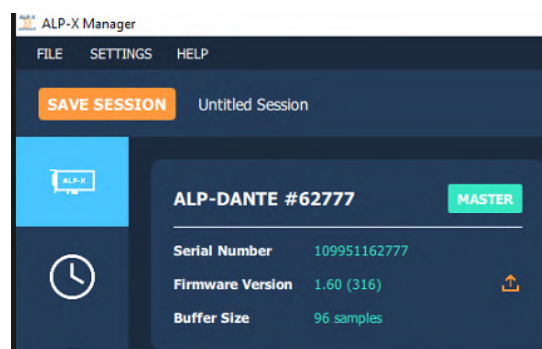 ALP-X Manager
FILE SETTINGS HELP
SAVE SESSION Untitled Session
ALP-X
ALP-DANTE #62777 MASTER
Serial Number 109951162777
Firmware Version 1.60 (316)
Buffer Size 96 samples